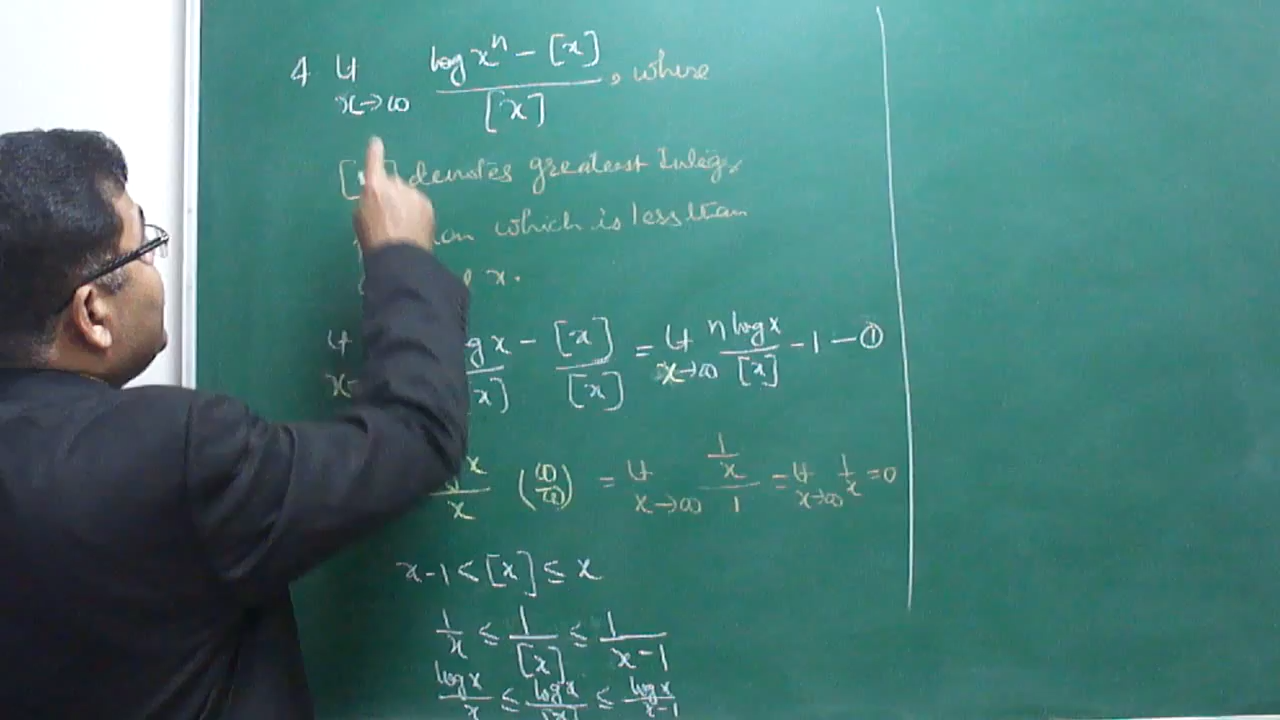 4 Lt log xⁿ − [x] / [x] , where
x→∞
[ ] denotes greatest
which is less than
x.
− [x] / [x] = Lt n log x / [x] − 1 — ①
x→∞
x / x (∞/∞) = Lt 1/x / 1 = Lt 1/x = 0
x→∞ x→∞
x-1 < [x] ≤ x
1/x ≤ 1/[x] ≤ 1/x-1
log x / x ≤ log x / [x] ≤ log x / x-1